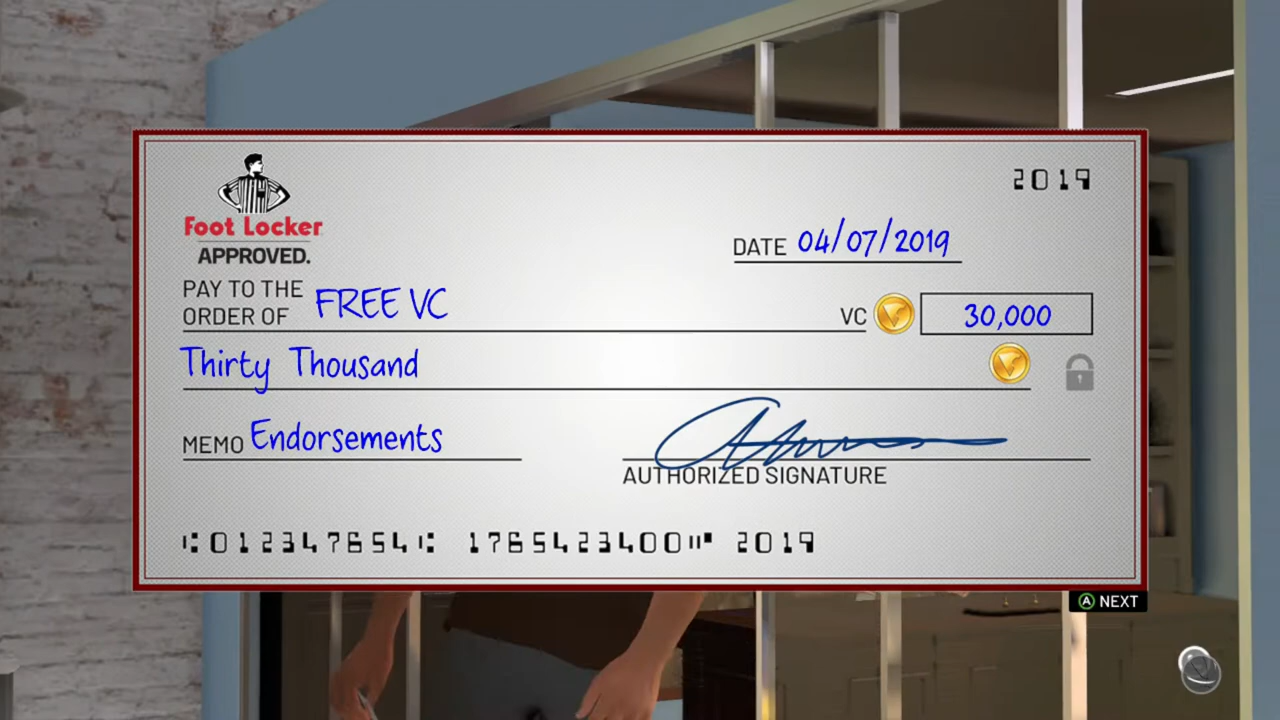 2019
Foot Locker
APPROVED.
DATE 04/07/2019
PAY TO THE
ORDER OF FREE VC
VC 30,000
Thirty Thousand
MEMO Endorsements
AUTHORIZED SIGNATURE
⑆012347654⑆ 1765423400⑈ 2019
A NEXT